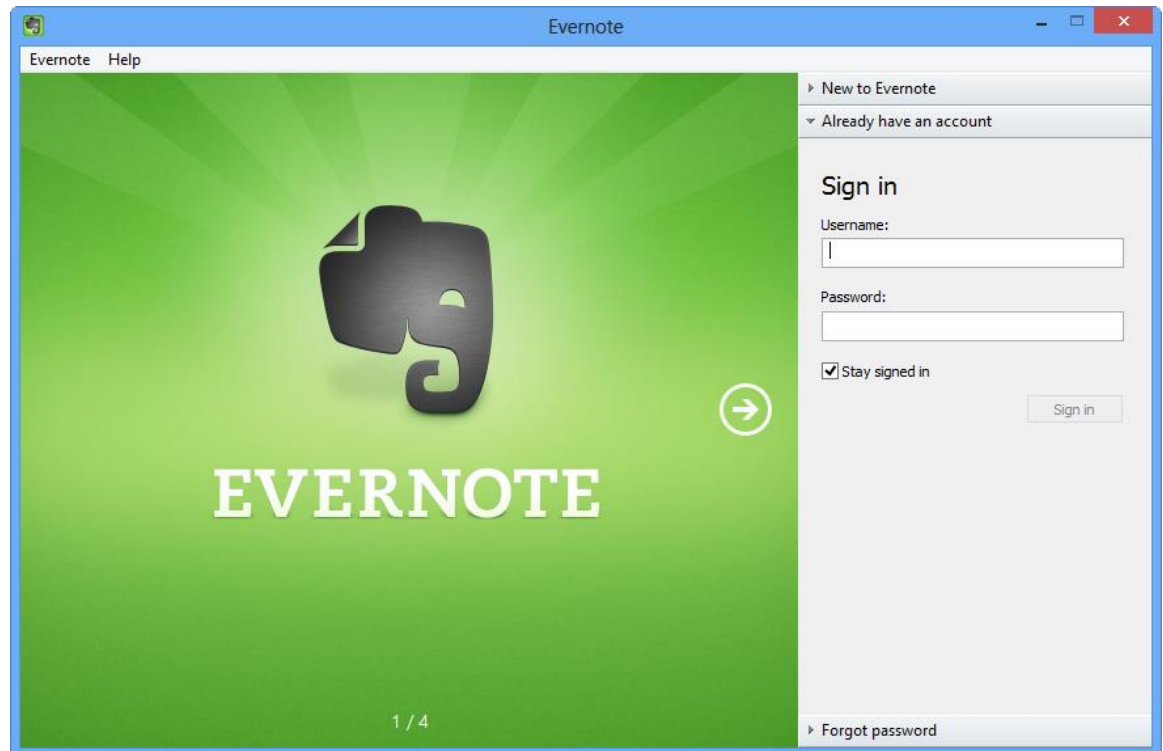 Evernote
Evernote Help
New to Evernote
Already have an account
Sign in
Username:
Password:
Stay signed in
Sign in
EVERNOTE
1 / 4
Forgot password